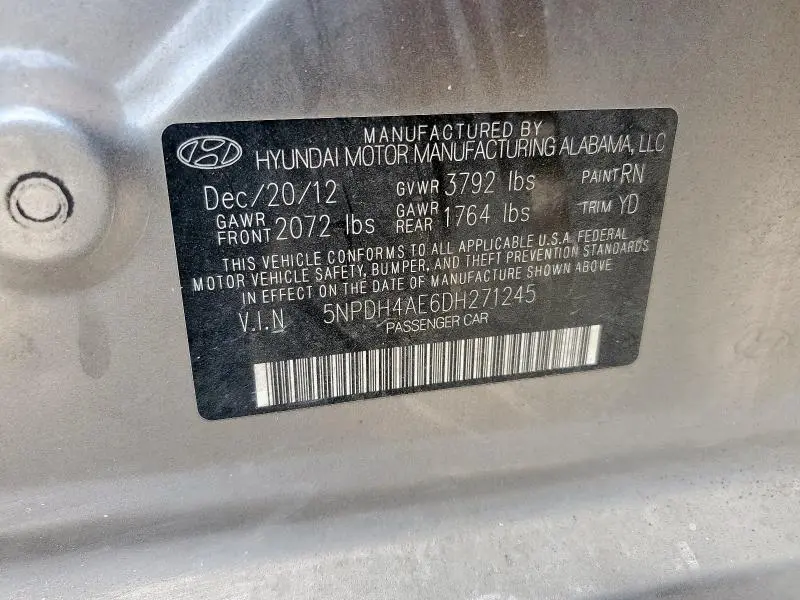 MANUFACTURED BY
HYUNDAI MOTOR MANUFACTURING ALABAMA, LLC
Dec/20/12 GVWR 3792 lbs PAINT RN
GAWR FRONT 2072 lbs GAWR REAR 1764 lbs TRIM YD
THIS VEHICLE CONFORMS TO ALL APPLICABLE U.S.A. FEDERAL
MOTOR VEHICLE SAFETY, BUMPER, AND THEFT PREVENTION STANDARDS
IN EFFECT ON THE DATE OF MANUFACTURE SHOWN ABOVE
V.I.N 5NPDH4AE6DH271245
PASSENGER CAR